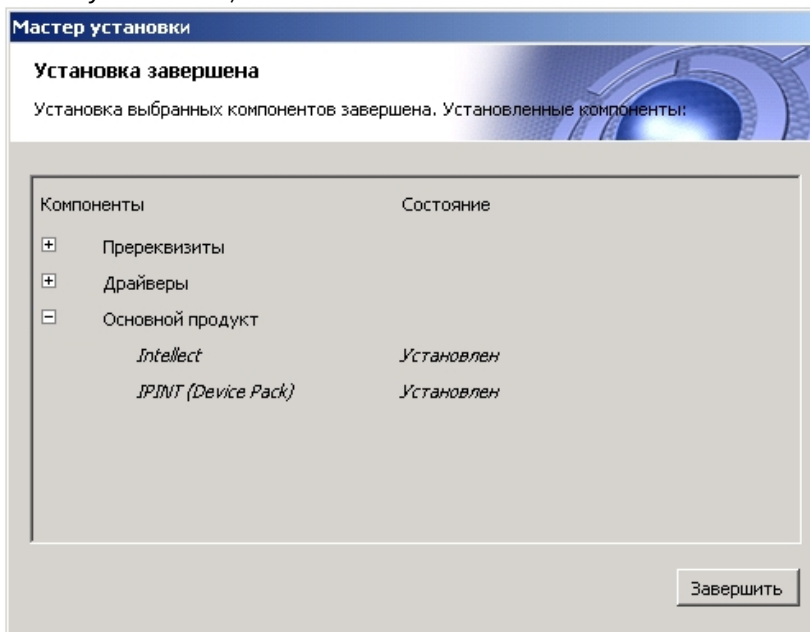 Мастер установки
Установка завершена
Установка выбранных компонентов завершена. Установленные компоненты:
Компоненты Состояние
Пререквизиты
Драйверы
Основной продукт
Intellect Установлен
IPINT (Device Pack) Установлен
Завершить